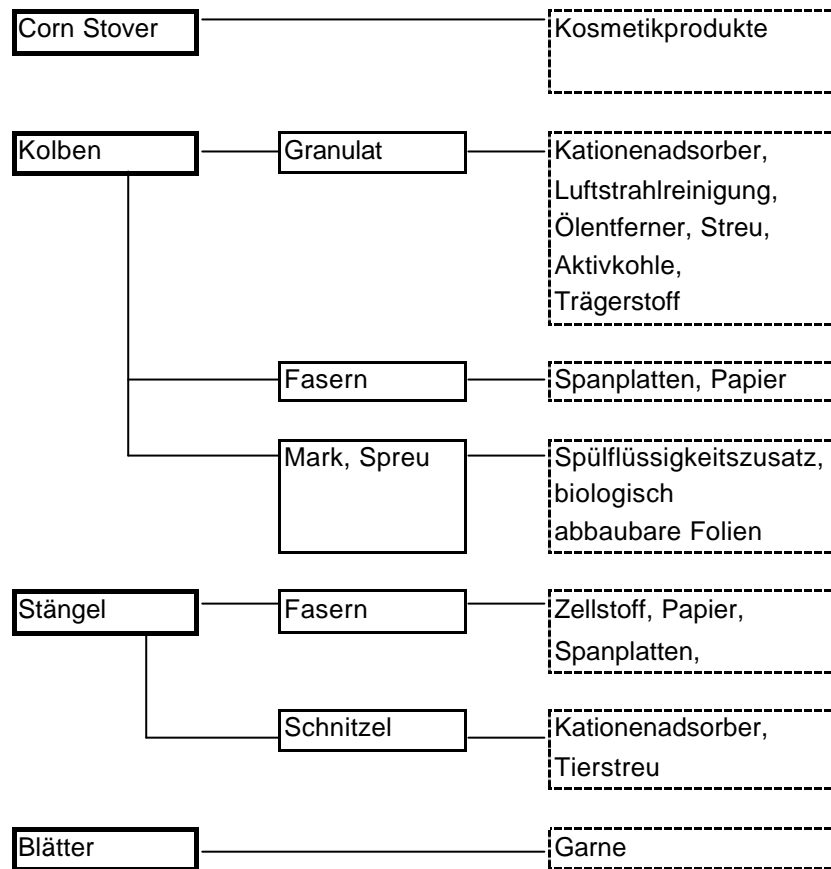 Corn Stover
Kosmetikprodukte
Kolben
Granulat
Kationenadsorber,
Luftstrahlreinigung,
Ölentferner, Streu,
Aktivkohle,
Trägerstoff
Fasern
Spanplatten, Papier
Mark, Spreu
Spülflüssigkeitszusatz,
biologisch
abbaubare Folien
Stängel
Fasern
Zellstoff, Papier,
Spanplatten,
Schnitzel
Kationenadsorber,
Tierstreu
Blätter
Garne